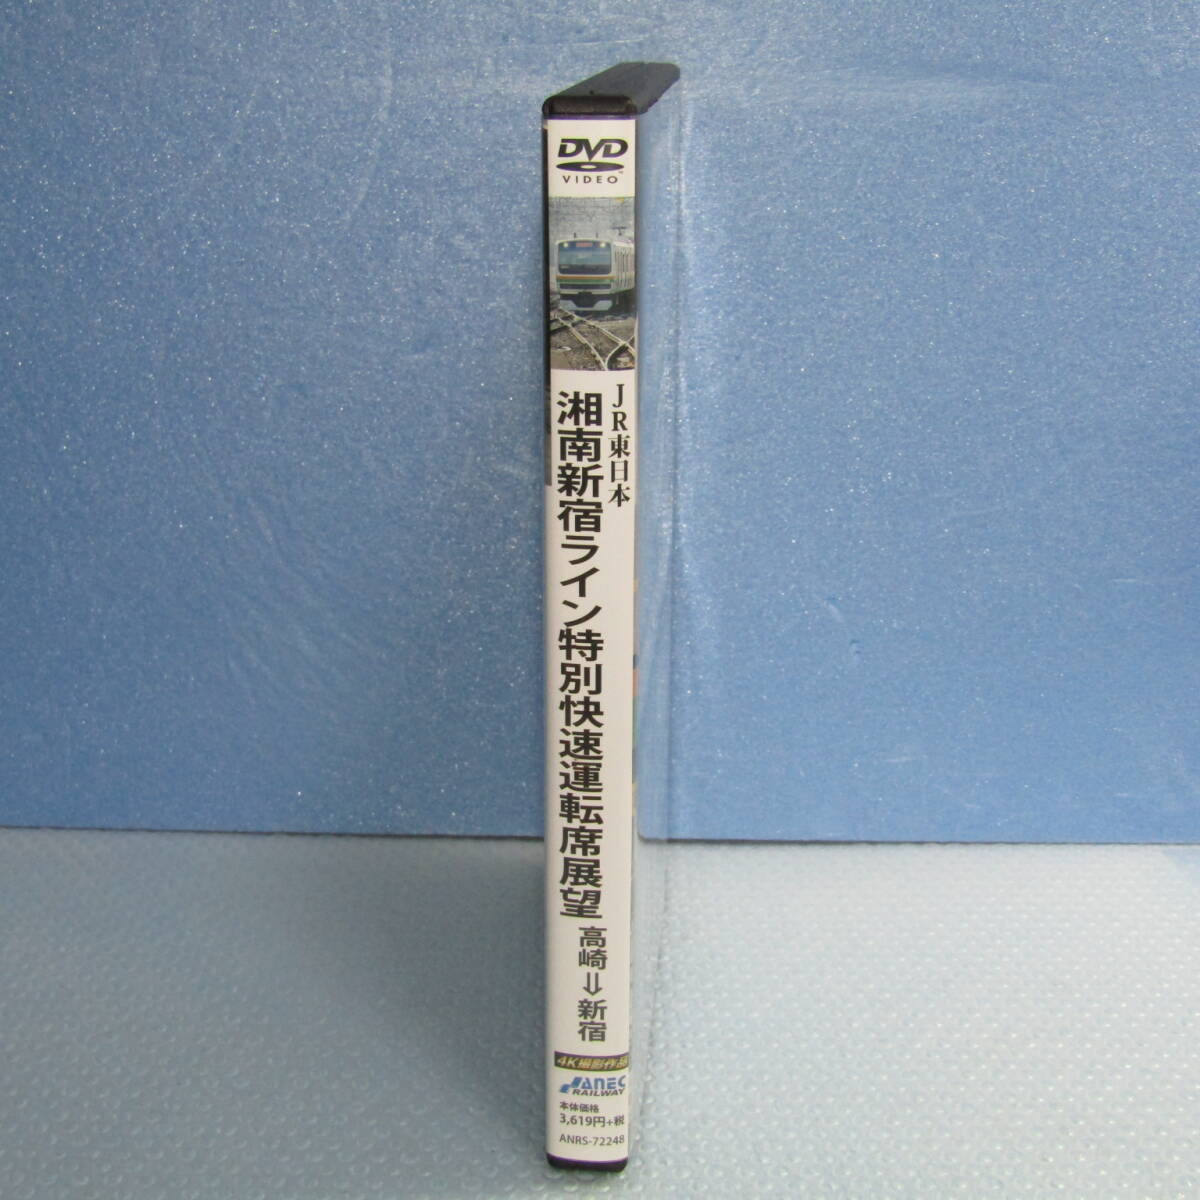 DVD
VIDEO
JR東日本
湘南新宿ライン特別快速運転席展望
高崎⇒新宿
4K撮影作品
ANEC
RAILWAY
本体価格
3,619円+税
ANRS-72248